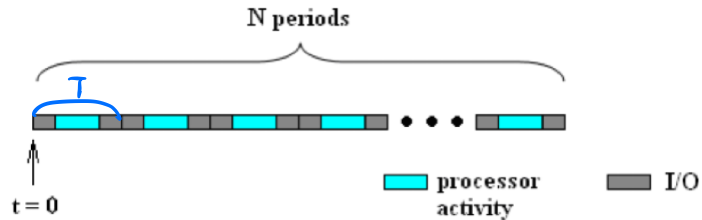 N periods
T
t = 0
processor
activity
I/O